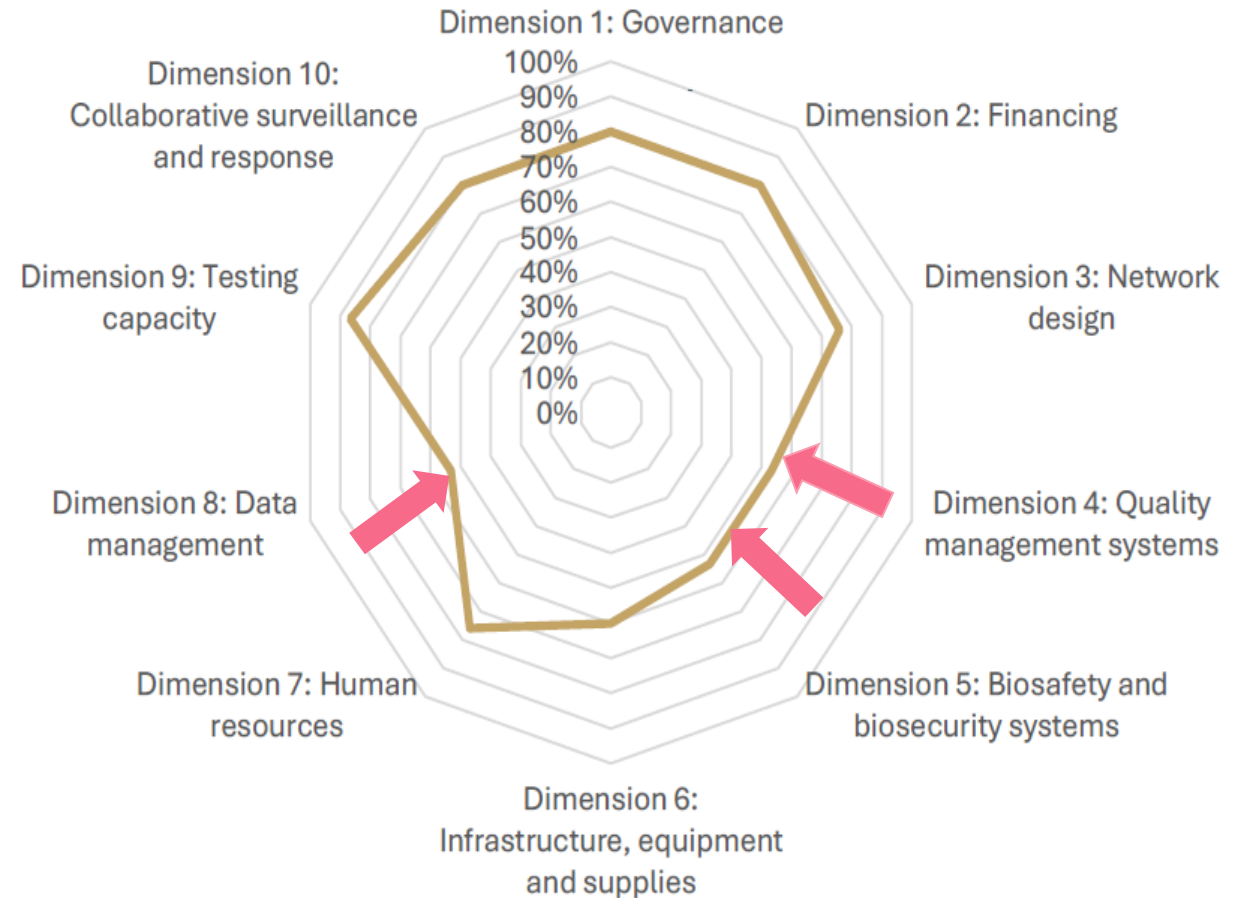 Dimension 1: Governance
100%
90%
80%
70%
60%
50%
40%
30%
20%
10%
0%
Dimension 2: Financing
Dimension 3: Network
design
Dimension 4: Quality
management systems
Dimension 5: Biosafety and
biosecurity systems
Dimension 6:
Infrastructure, equipment
and supplies
Dimension 7: Human
resources
Dimension 8: Data
management
Dimension 9: Testing
capacity
Dimension 10:
Collaborative surveillance
and response